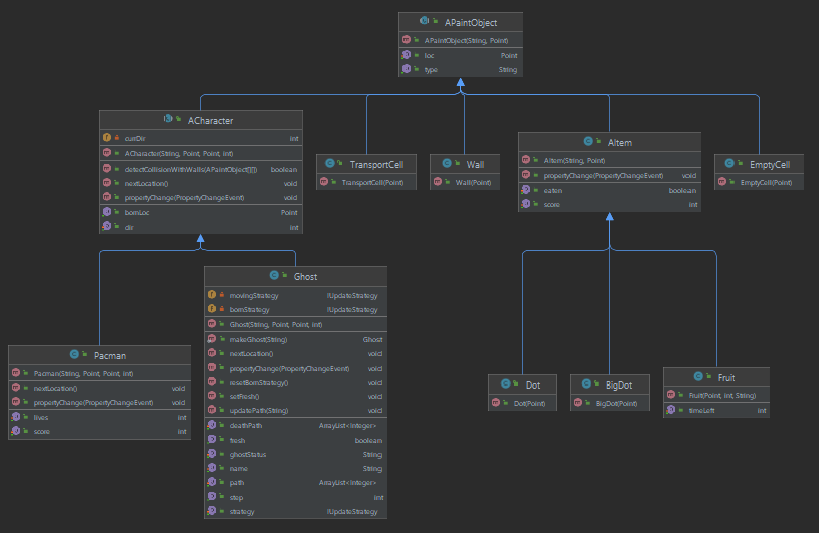 APaintObject
APaintObject(String, Point)
loc Point
type String
ACharacter
currDir int
ACharacter(String, Point, Point, int)
detectCollisionWithWalls(APaintObject[][]) boolean
nextLocation() void
propertyChange(PropertyChangeEvent) void
bornLoc Point
dir int
TransportCell
TransportCell(Point)
Wall
Wall(Point)
AItem
AItem(String, Point)
propertyChange(PropertyChangeEvent) void
eaten boolean
score int
EmptyCell
EmptyCell(Point)
Pacman
Pacman(String, Point, Point, int)
nextLocation() void
propertyChange(PropertyChangeEvent) void
lives int
score int
Ghost
movingStrategy IUpdateStrategy
bornStrategy IUpdateStrategy
Ghost(String, Point, Point, int)
makeGhost(String) Ghost
nextLocation() void
propertyChange(PropertyChangeEvent) void
resetBornStrategy() void
setFresh() void
updatePath(String) void
deathPath ArrayList<Integer>
fresh boolean
ghostStatus String
name String
path ArrayList<Integer>
step int
strategy IUpdateStrategy
Dot
Dot(Point)
BigDot
BigDot(Point)
Fruit
Fruit(Point, int, String)
timeLeft int